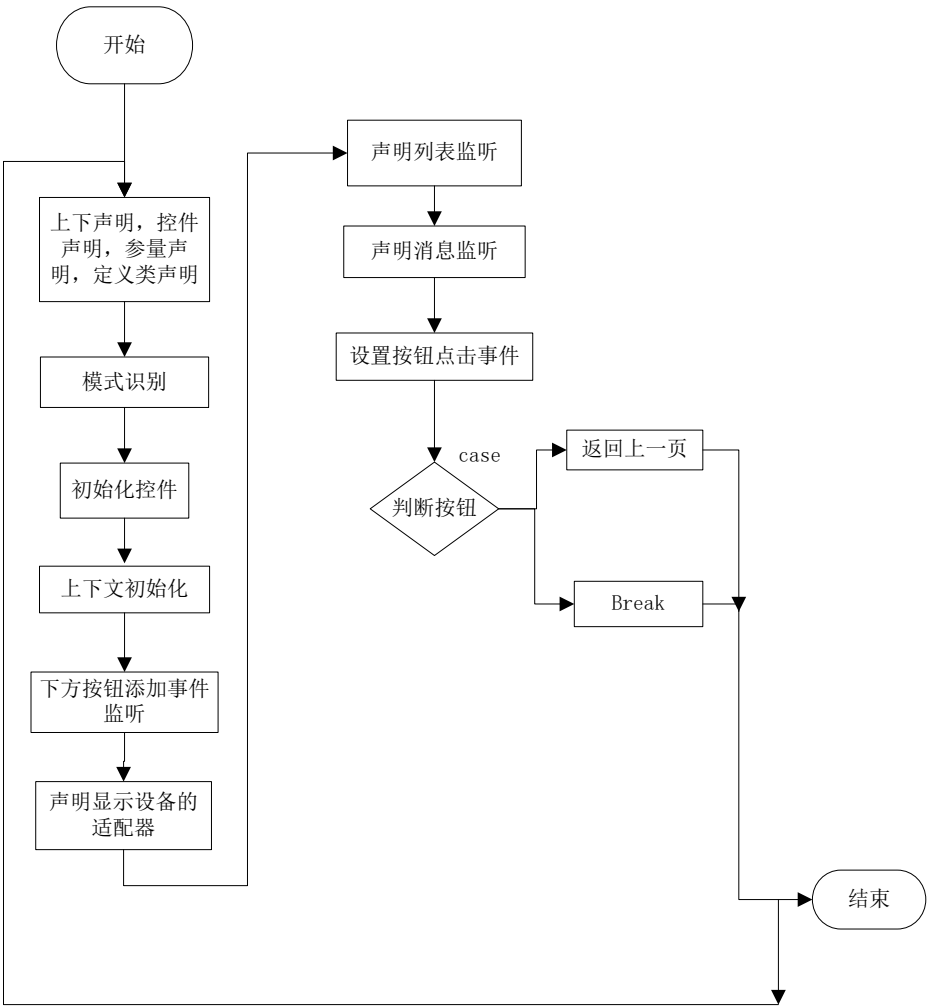 开始
上下声明，控件
声明，参量声
明，定义类声明
模式识别
初始化控件
上下文初始化
下方按钮添加事件
监听
声明显示设备的
适配器
声明列表监听
声明消息监听
设置按钮点击事件
case
判断按钮
返回上一页
Break
结束